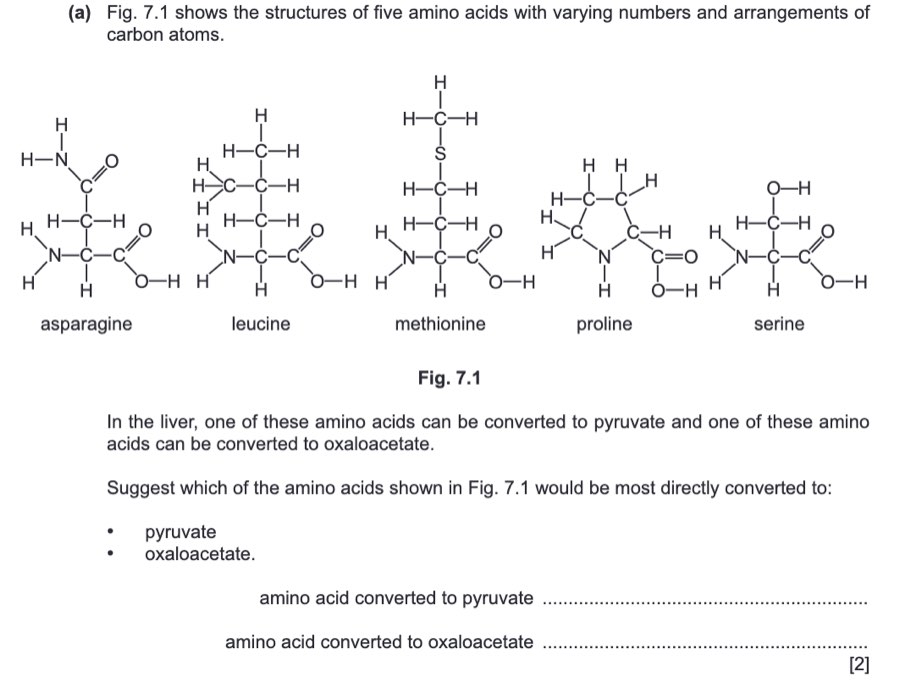 (a) Fig. 7.1 shows the structures of five amino acids with varying numbers and arrangements of
carbon atoms.
H
H–C–H
S
H–C–H
H–C–H
H
N–C–C
O
O–H
H
H
H–N
O
C
H–C–H
H
N–C–C
O
O–H
H
H
H
H–C–H
H
H–C–C–H
H
H–C–H
H
N–C–C
O
O–H
H
H
H H
H–C–C
H
H
C
C–H
H
N
C=O
H
O–H
O–H
H–C–H
H
N–C–C
O
O–H
H
H
asparagine leucine methionine proline serine
Fig. 7.1
In the liver, one of these amino acids can be converted to pyruvate and one of these amino
acids can be converted to oxaloacetate.
Suggest which of the amino acids shown in Fig. 7.1 would be most directly converted to:
• pyruvate
• oxaloacetate.
amino acid converted to pyruvate ................................................................
amino acid converted to oxaloacetate ................................................................
[2]